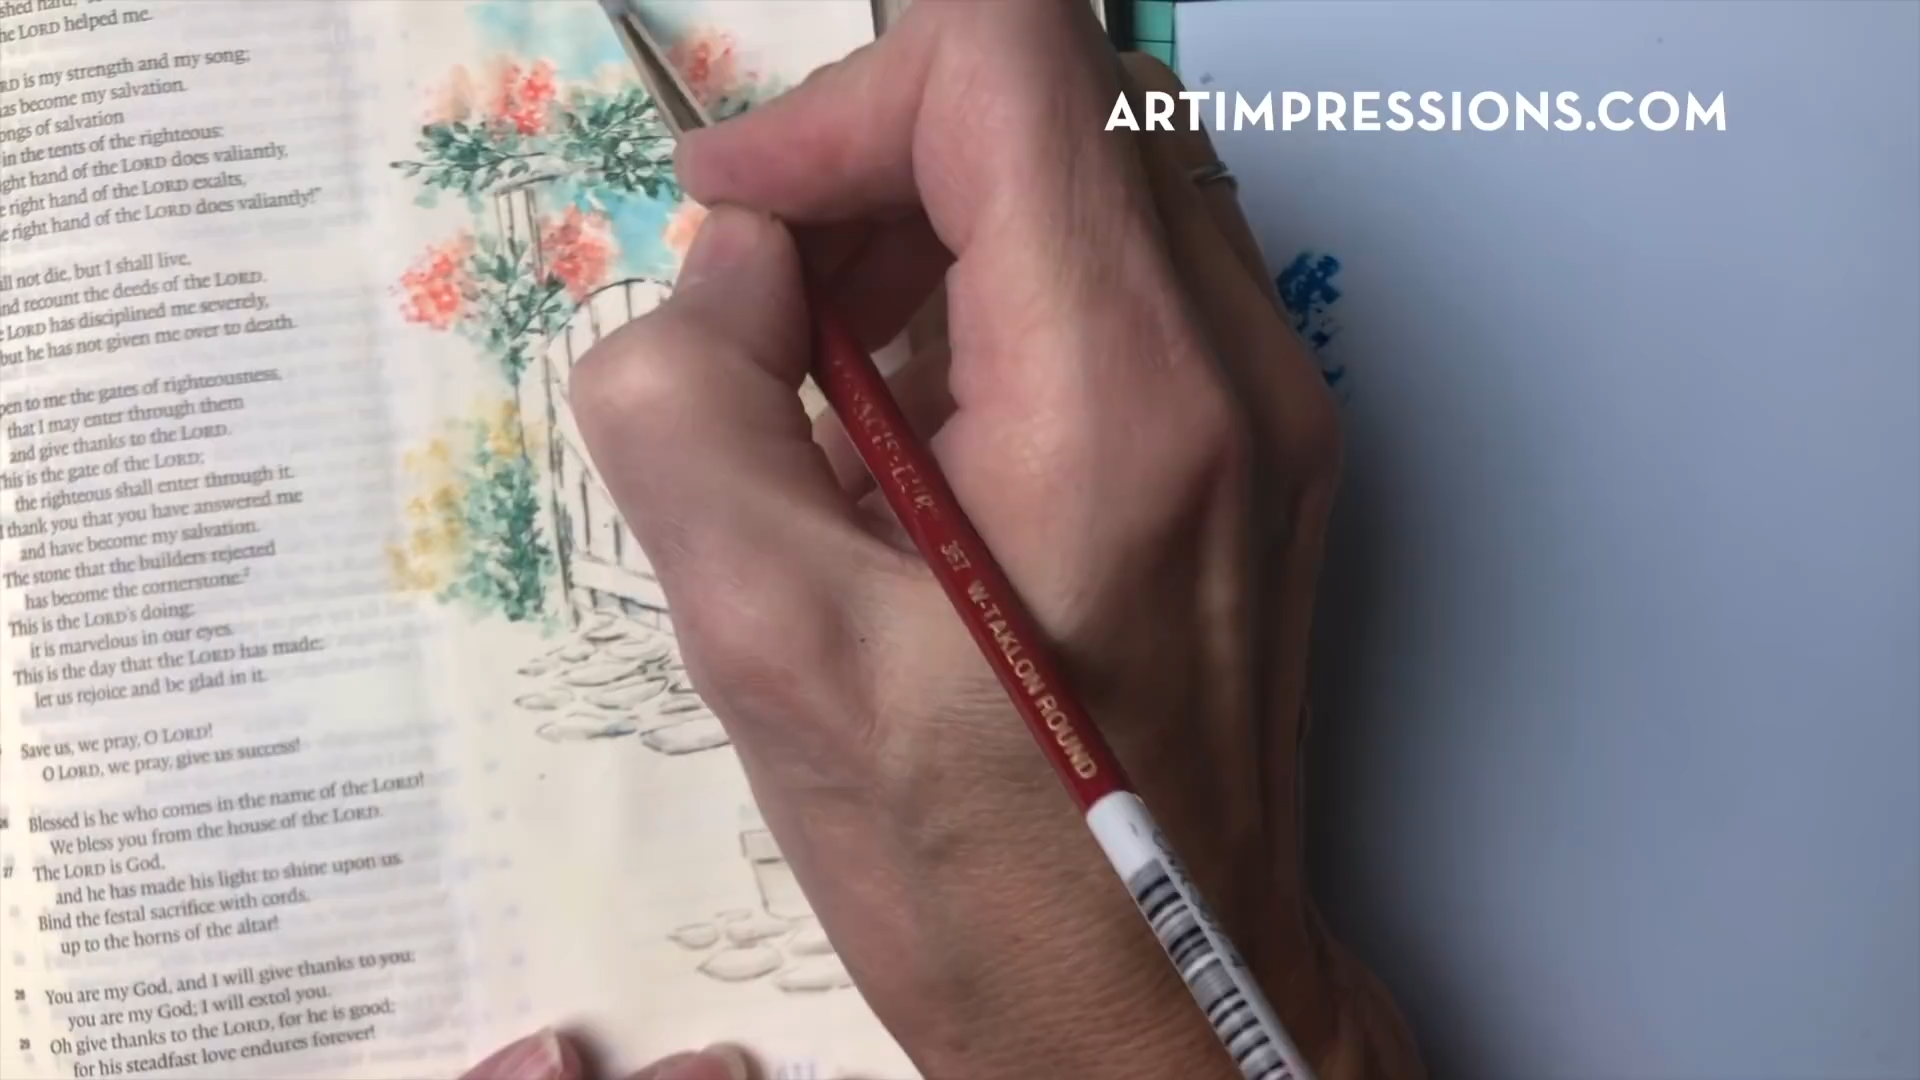 shed hard,
he LORD helped me.
RD is my strength and my song;
as become my salvation.
ongs of salvation
in the tents of the righteous:
ght hand of the LORD does valiantly,
e right hand of the LORD exalts,
e right hand of the LORD does valiantly!"
ll not die, but I shall live,
nd recount the deeds of the LORD.
LORD has disciplined me severely,
but he has not given me over to death.
pen to me the gates of righteousness,
that I may enter through them
and give thanks to the LORD.
This is the gate of the LORD;
the righteous shall enter through it.
I thank you that you have answered me
and have become my salvation.
The stone that the builders rejected
has become the cornerstone.
This is the LORD's doing;
it is marvelous in our eyes.
This is the day that the LORD has made;
let us rejoice and be glad in it.
Save us, we pray, O LORD!
O LORD, we pray, give us success!
26 Blessed is he who comes in the name of the LORD!
We bless you from the house of the LORD.
27 The LORD is God,
and he has made his light to shine upon us.
Bind the festal sacrifice with cords,
up to the horns of the altar!
28 You are my God, and I will give thanks to you;
you are my God; I will extol you.
29 Oh give thanks to the LORD, for he is good;
for his steadfast love endures forever!
ARTIMPRESSIONS.COM
367 W-TAKLON ROUND